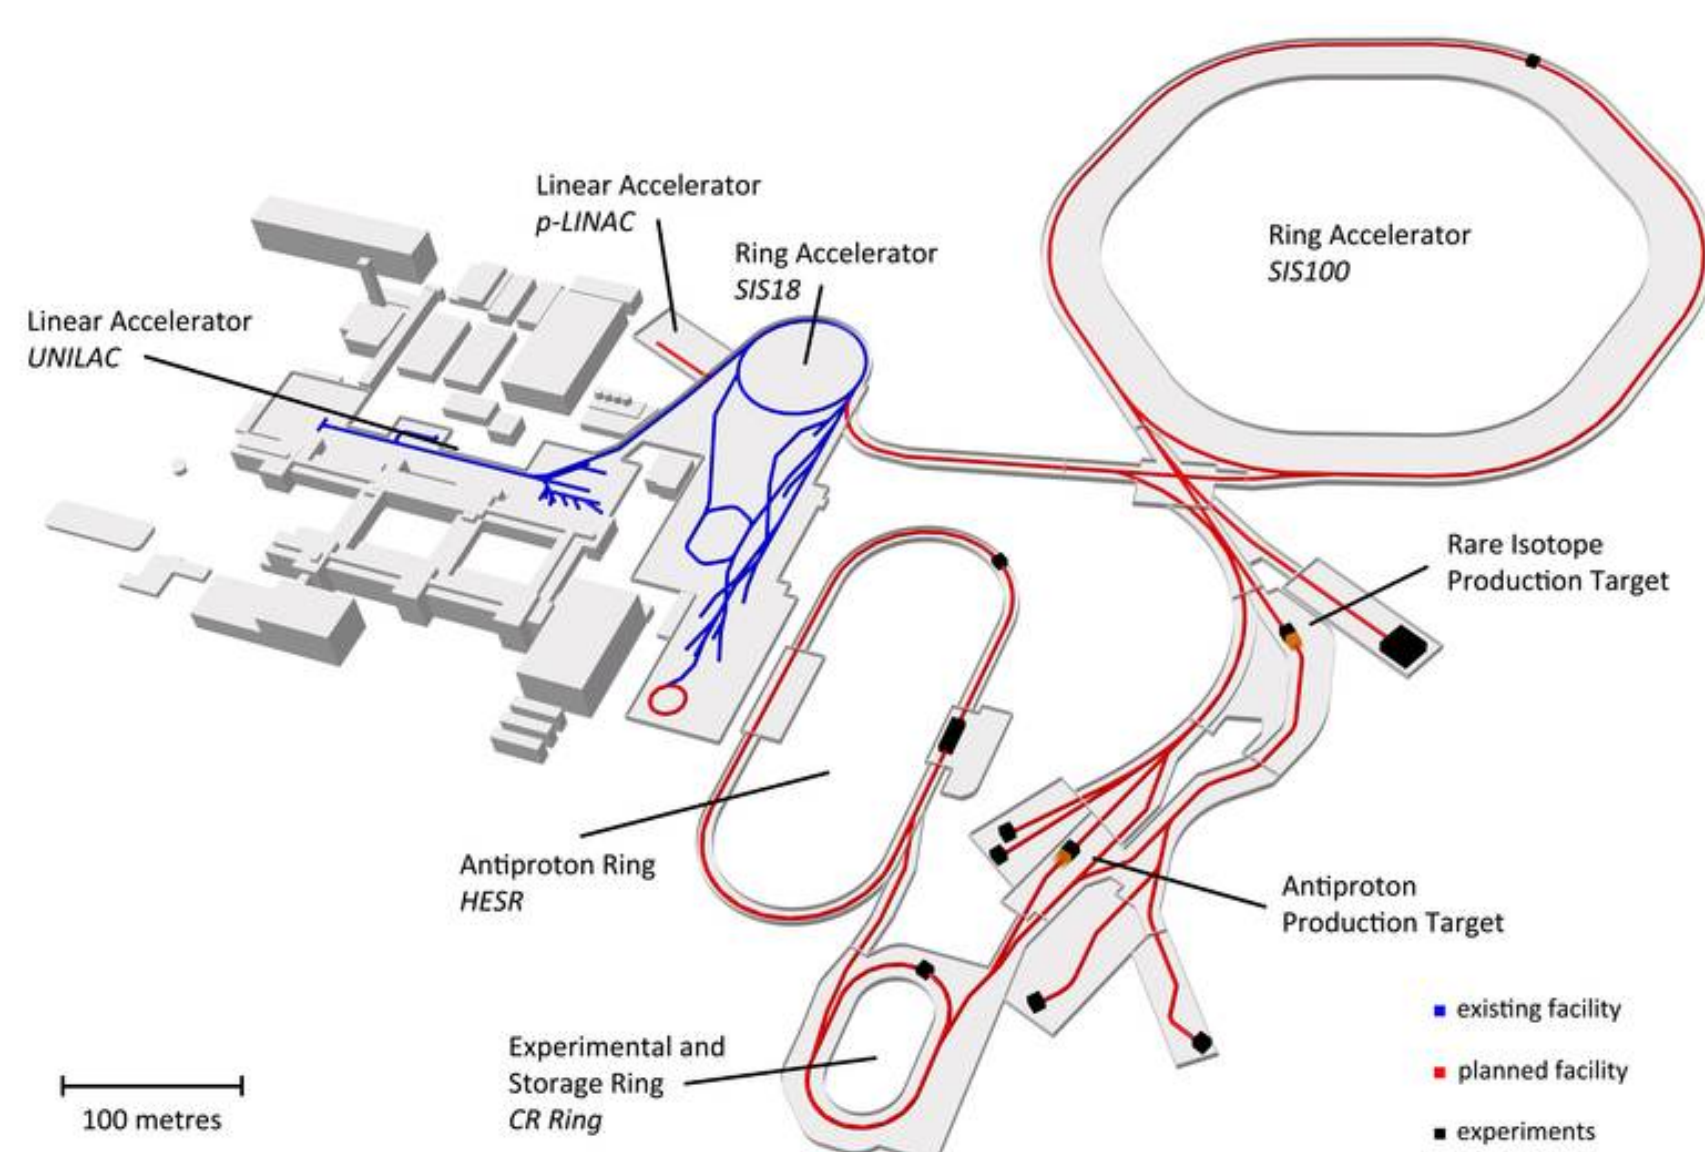 Linear Accelerator
p-LINAC
Ring Accelerator
SIS18
Ring Accelerator
SIS100
Linear Accelerator
UNILAC
Rare Isotope
Production Target
Antiproton Ring
HESR
Antiproton
Production Target
Experimental and
Storage Ring
CR Ring
100 metres
existing facility
planned facility
experiments